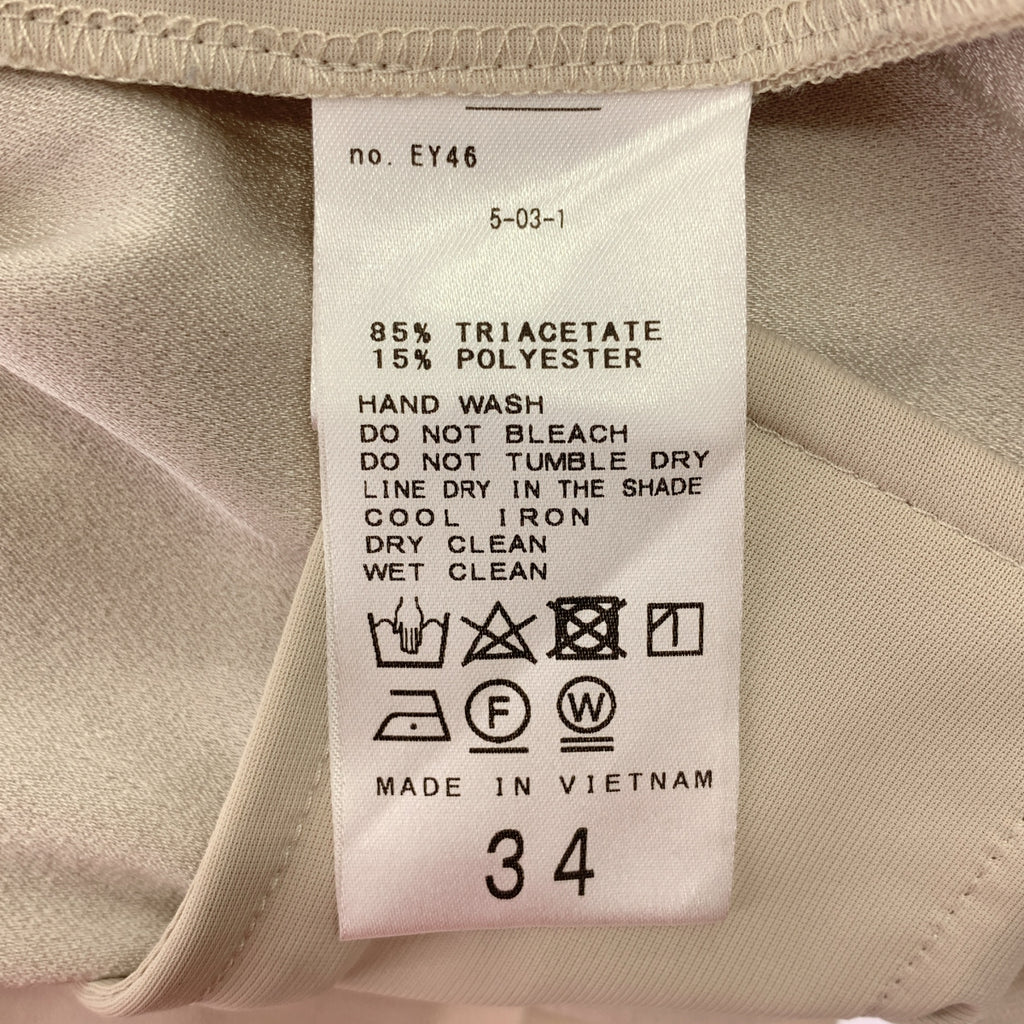 no. EY46
5-03-1
85% TRIACETATE
15% POLYESTER
HAND WASH
DO NOT BLEACH
DO NOT TUMBLE DRY
LINE DRY IN THE SHADE
COOL IRON
DRY CLEAN
WET CLEAN
F W
MADE IN VIETNAM
34